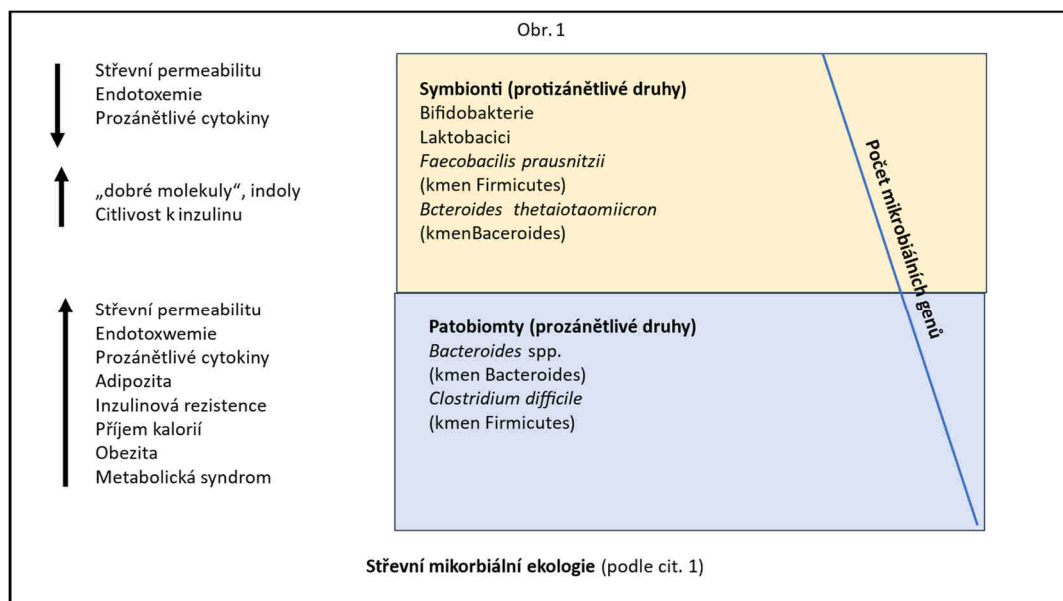 Obr. 1
Střevní permeabilitu
Endotoxemie
Prozánětlivé cytokiny
„dobré molekuly“, indoly
Citlivost k inzulinu
Střevní permeabilitu
Endotoxwemie
Prozánětlivé cytokiny
Adipozita
Inzulinová rezistence
Příjem kalorií
Obezita
Metabolická syndrom
Symbionti (protizánětlivé druhy)
Bifidobakterie
Laktobacici
Faecobacilis prausnitzii
(kmen Firmicutes)
Bcteroides thetaiotaomiicron
(kmenBaceroides)
Patobiomty (prozánětlivé druhy)
Bacteroides spp.
(kmen Bacteroides)
Clostridium difficile
(kmen Firmicutes)
Počet mikrobiálních genů
Střevní mikorbiální ekologie (podle cit. 1)